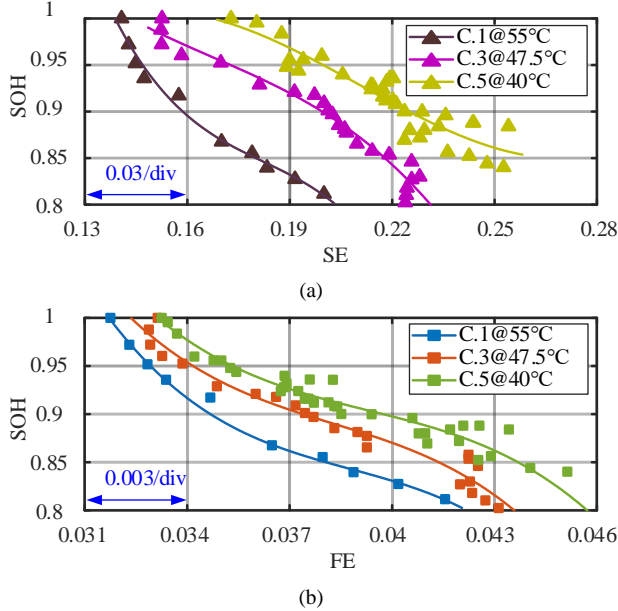 SOH
1
0.95
0.9
0.85
0.8
C.1@55°C
C.3@47.5°C
C.5@40°C
0.03/div
0.13
0.16
0.19
0.22
0.25
0.28
SE
(a)
SOH
1
0.95
0.9
0.85
0.8
C.1@55°C
C.3@47.5°C
C.5@40°C
0.003/div
0.031
0.034
0.037
0.04
0.043
0.046
FE
(b)